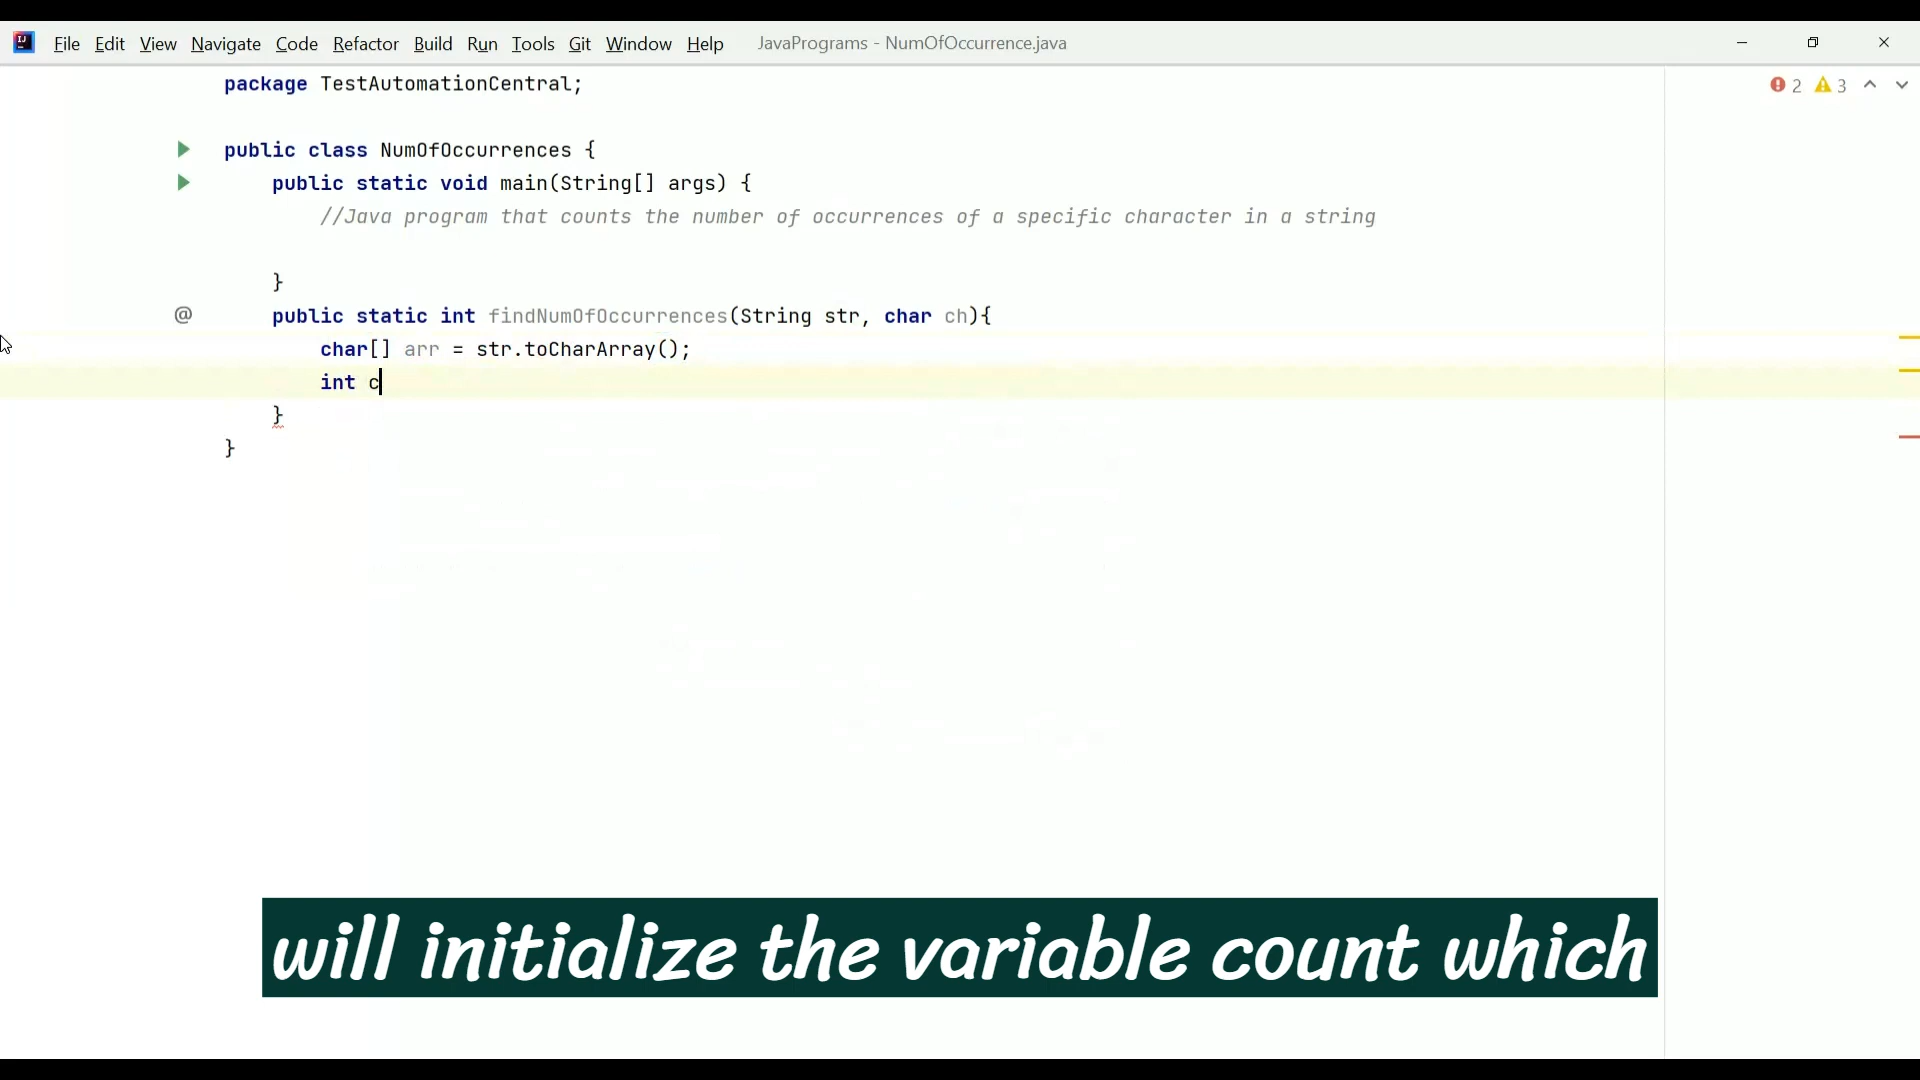 File Edit View Navigate Code Refactor Build Run Tools Git Window Help JavaPrograms - NumOfOccurrence.java
package TestAutomationCentral;
2 3
public class NumOfOccurrences {
public static void main(String[] args) {
//Java program that counts the number of occurrences of a specific character in a string
}
@ public static int findNumOfOccurrences(String str, char ch){
char[] arr = str.toCharArray();
int c
}
}
will initialize the variable count which